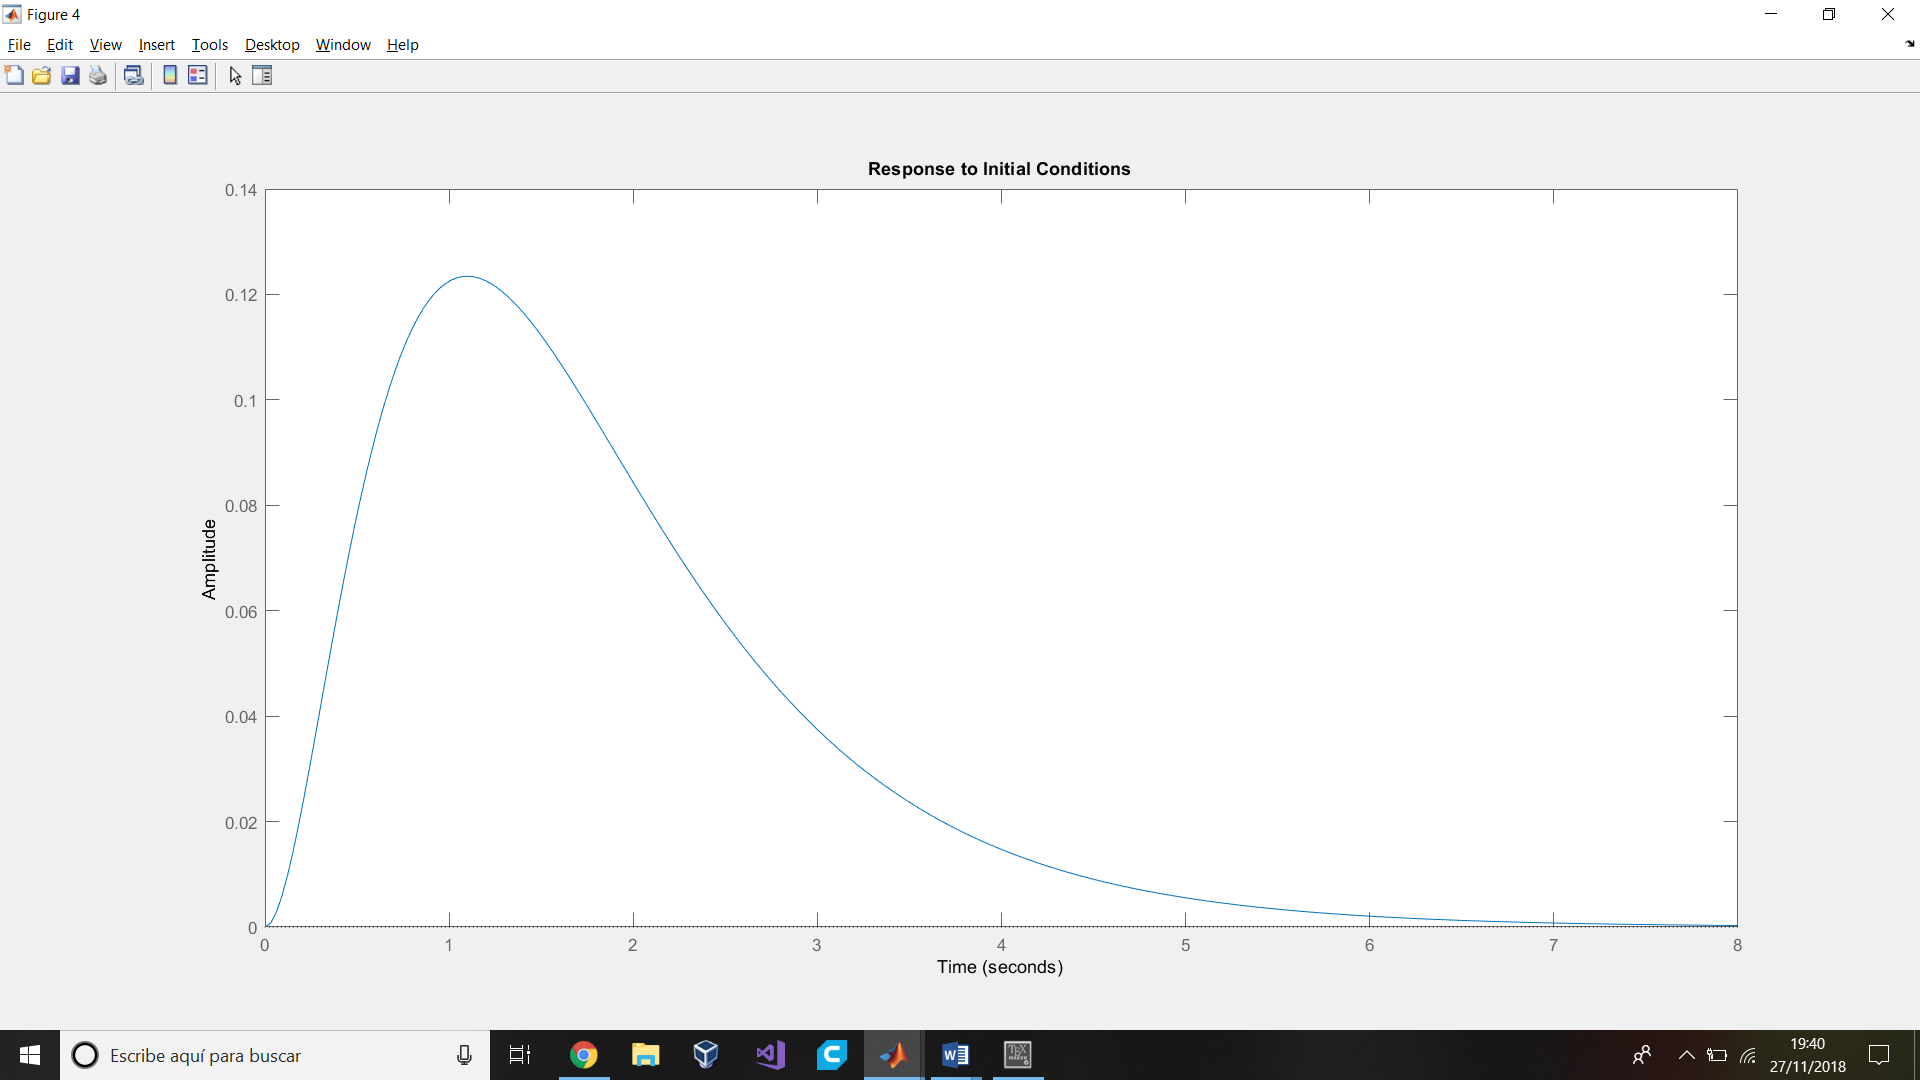 Figure 4
File Edit View Insert Tools Desktop Window Help
Response to Initial Conditions
0.14
0.12
0.1
0.08
0.06
0.04
0.02
0
Amplitude
0 1 2 3 4 5 6 7 8
Time (seconds)
Escribe aquí para buscar
TEX
MAKER
19:40
27/11/2018